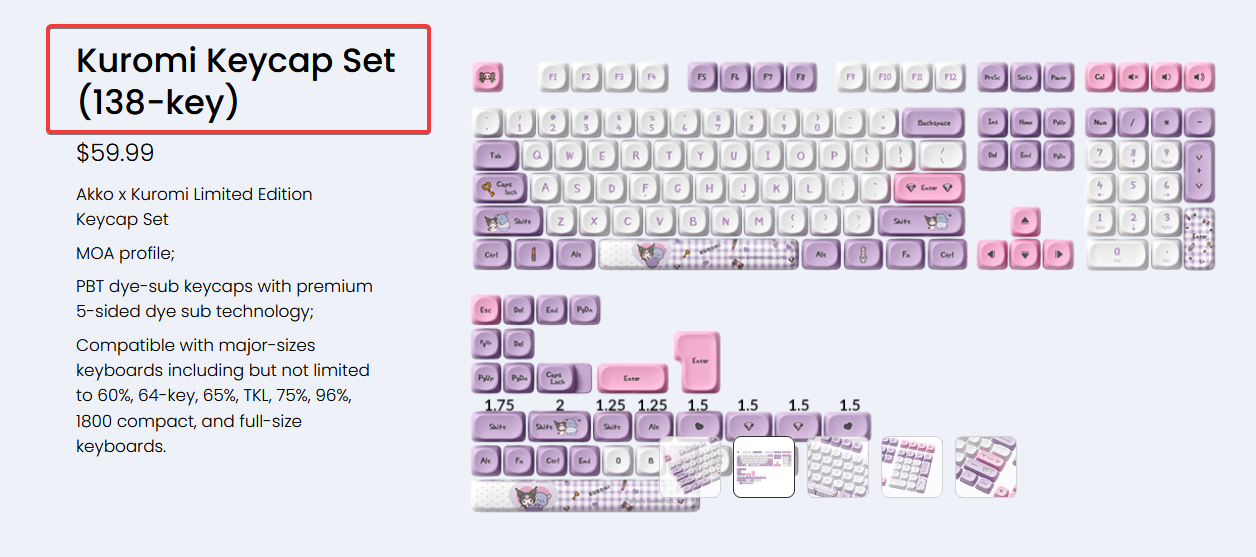 Kuromi Keycap Set
(138-key)
$59.99
Akko x Kuromi Limited Edition
Keycap Set
MOA profile;
PBT dye-sub keycaps with premium
5-sided dye sub technology;
Compatible with major-sizes
keyboards including but not limited
to 60%, 64-key, 65%, TKL, 75%, 96%,
1800 compact, and full-size
keyboards.
F1 F2 F3 F4 F5 F6 F7 F8 F9 F10 F11 F12 PrtSc ScrLk Pause Cal
! @ # $ % & * ( ) Backspace Ins Home PgUp Num / * -
1 2 3 4 5 6 7 8 9 0
Tab Q W E R T Y U I O P { } Del End PgDn 7 8 9 +
Caps Lock A S D F G H J K L Enter 4 5 6
Shift Z X C V B N M ? Shift 1 2 3 Enter
Ctrl Alt KUROMI Alt Fn Ctrl 0
Esc Del End PgDn
PgUp Del Enter
PgUp PgDn Caps Lock Enter
1.75 2 1.25 1.25 1.5 1.5 1.5 1.5
Shift Shift Shift Alt
Alt Fn Ctrl End 0 B
KUROMI